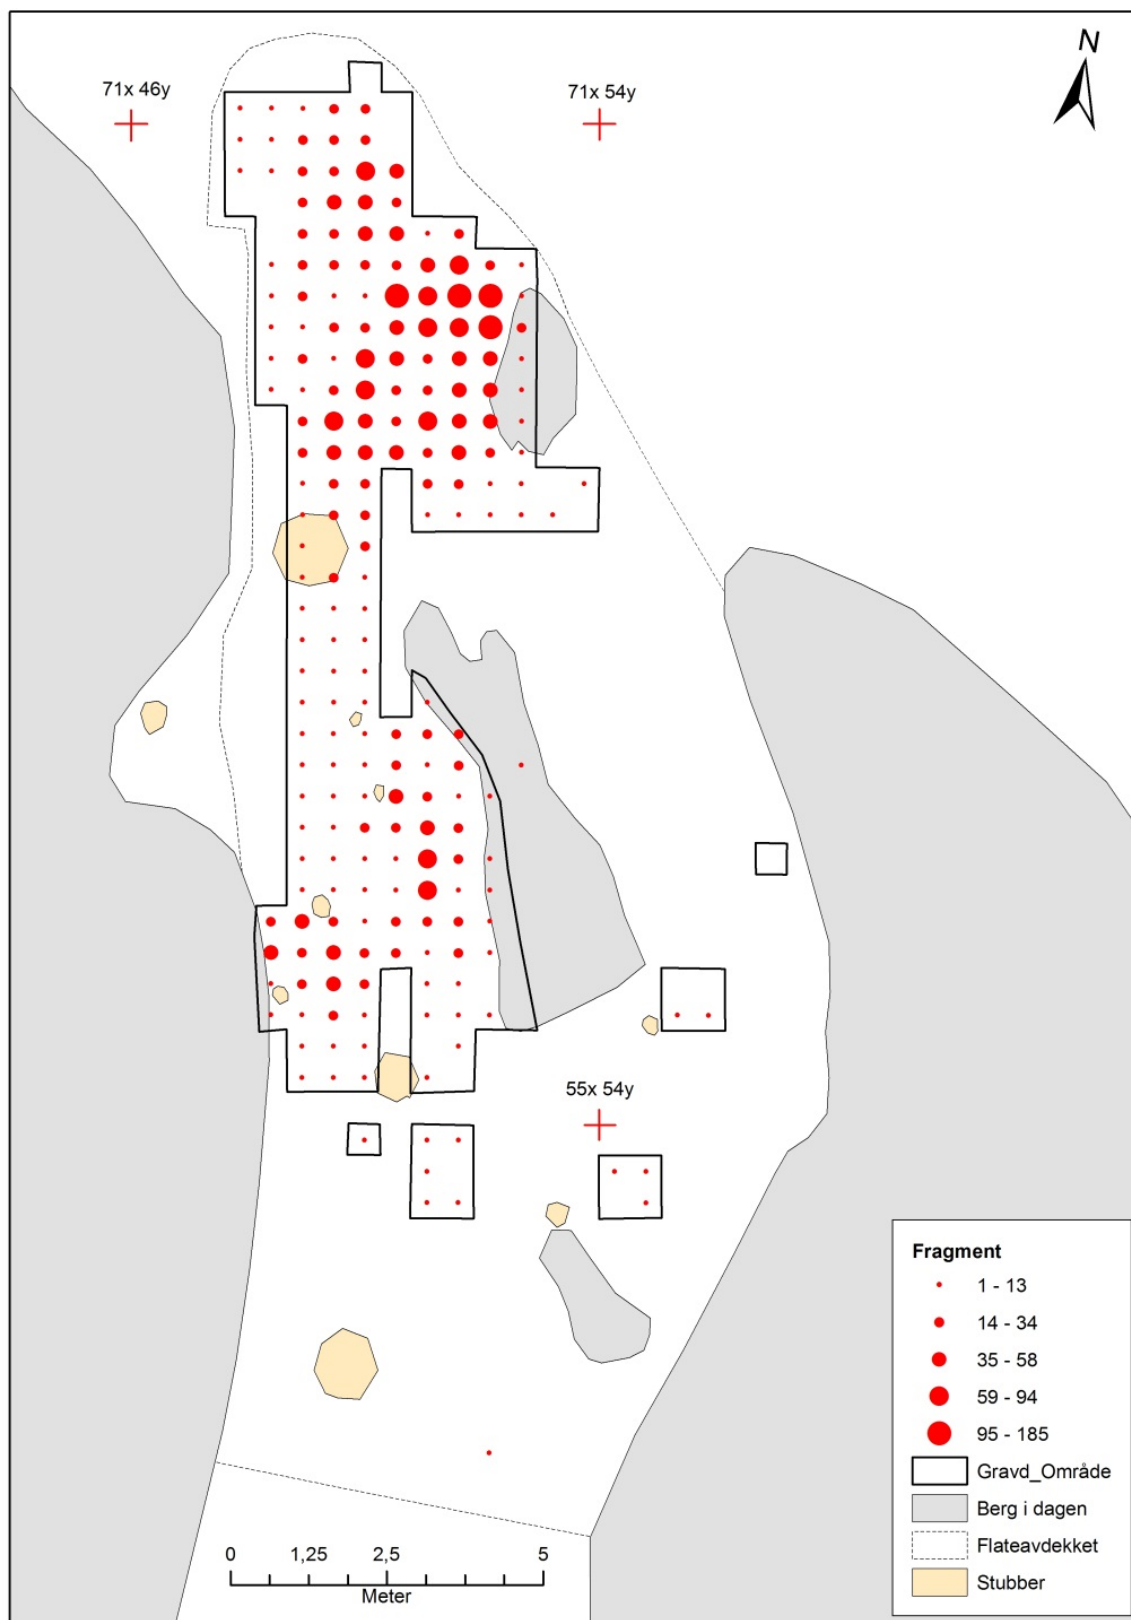 N
71x 46y
71x 54y
55x 54y
Fragment
1 - 13
14 - 34
35 - 58
59 - 94
95 - 185
Gravd_Område
Berg i dagen
Flateavdekket
Stubber
0 1,25 2,5 5
Meter